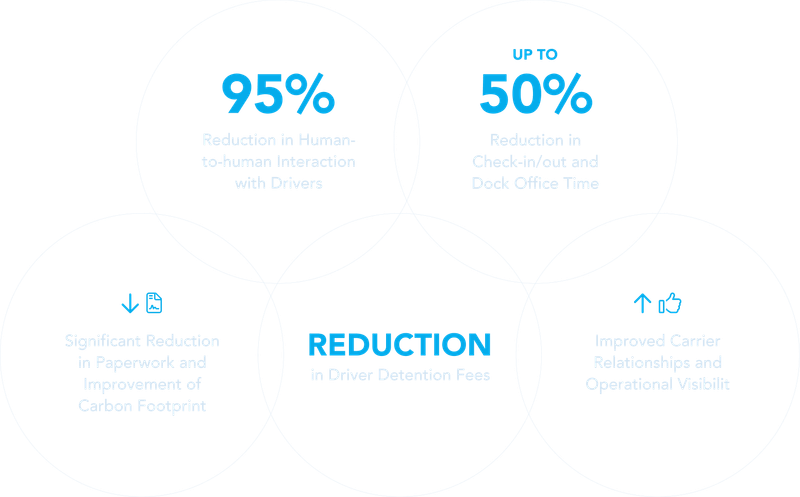 95%
Reduction in Human-
to-human Interaction
with Drivers
UP TO
50%
Reduction in
Check-in/out and
Dock Office Time
Significant Reduction
in Paperwork and
Improvement of
Carbon Footprint
REDUCTION
in Driver Detention Fees
Improved Carrier
Relationships and
Operational Visibilit